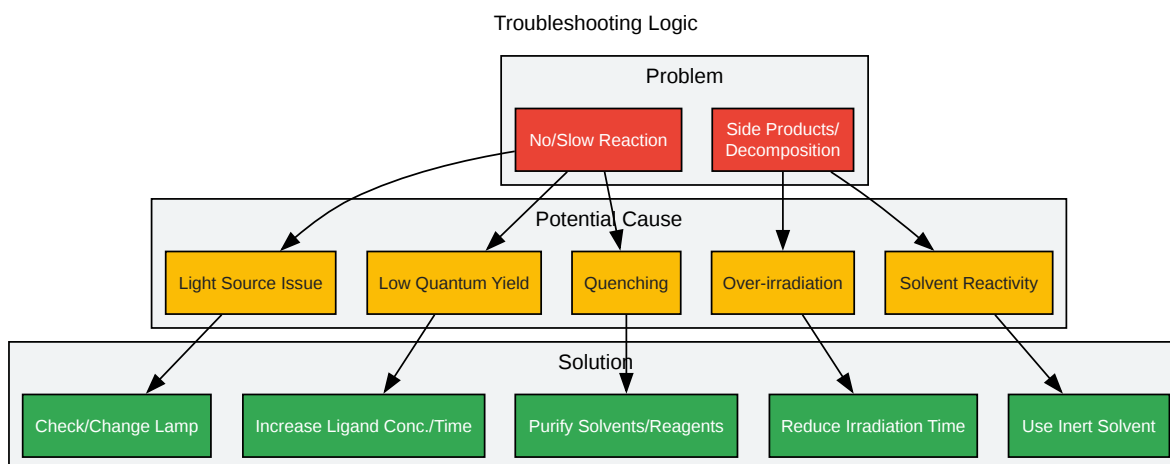 Troubleshooting Logic
Problem
No/Slow Reaction
Side Products/
Decomposition
Potential Cause
Light Source Issue
Low Quantum Yield
Quenching
Over-irradiation
Solvent Reactivity
Solution
Check/Change Lamp
Increase Ligand Conc./Time
Purify Solvents/Reagents
Reduce Irradiation Time
Use Inert Solvent